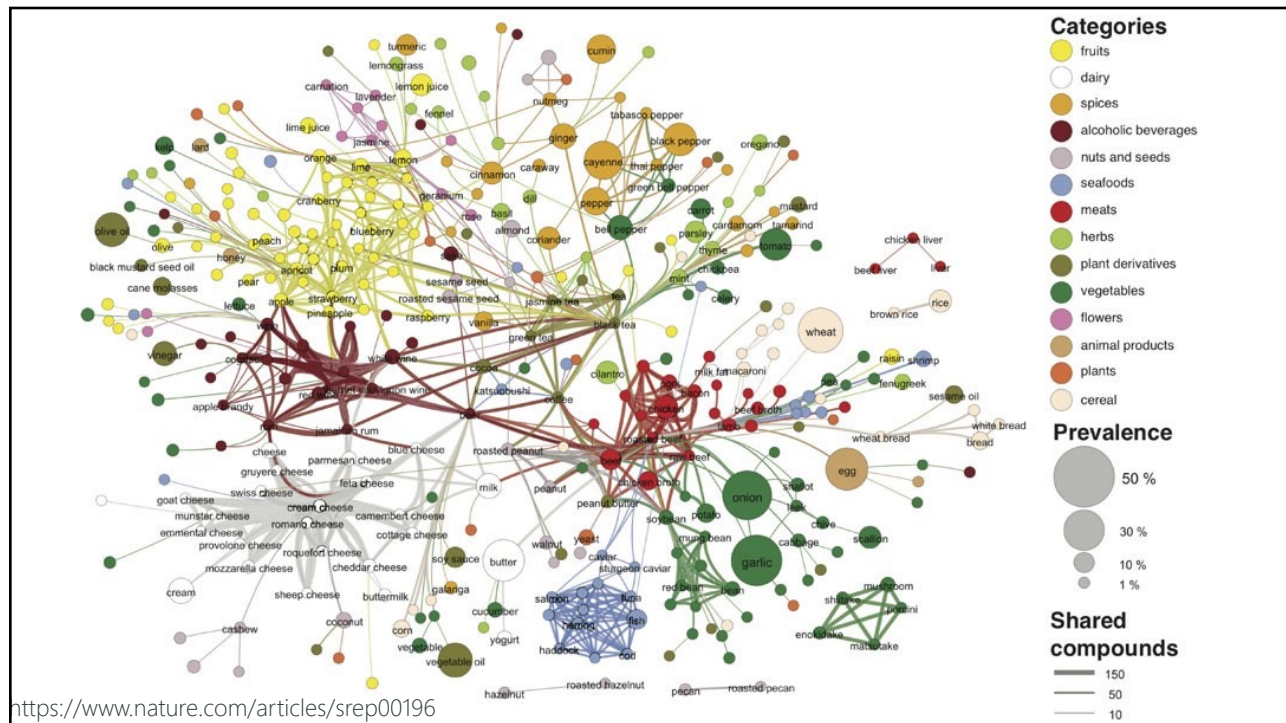 Categories
fruits
dairy
spices
alcoholic beverages
nuts and seeds
seafoods
meats
herbs
plant derivatives
vegetables
flowers
animal products
plants
cereal
Prevalence
50 %
30 %
10 %
1 %
Shared
compounds
150
50
10
turmeric
cumin
lemongrass
carnation
lavender
lemon juice
nutmeg
tabasco pepper
fennel
lime juice
jasmine
ginger
black pepper
kelp
lard
orange
lime
lemon
cinnamon
caraway
cayenne
thai pepper
oregano
green bell pepper
cranberry
geranium
rose
basil
dill
pepper
carrot
mustard
cardamom
tamarind
olive oil
blueberry
almond
coriander
bell pepper
parsley
tomato
chicken liver
olive
peach
honey
sake
thyme
chickpea
mint
beef liver
liver
black mustard seed oil
apricot
plum
pear
cane molasses
sesame seed
celery
lettuce
apple
strawberry
roasted sesame seed
jasmine tea
tea
pineapple
raspberry
vanilla
black tea
green tea
rice
brown rice
wheat
vinegar
white wine
cocoa
katsuobushi
cilantro
milk fat
macaroni
raisin
shrimp
pea
fenugreek
pork
bacon
sesame oil
apple brandy
coffee
chicken
beef broth
lamb
rum
jamaican rum
beer
roasted beef
wheat bread
white bread
bread
cheese
gruyere cheese
parmesan cheese
blue cheese
roasted peanut
beef
raw beef
egg
swiss cheese
feta cheese
milk
peanut
chicken broth
onion
shallot
goat cheese
cream cheese
munster cheese
romano cheese
camembert cheese
peanut butter
potato
leek
emmental cheese
cottage cheese
soybean
chive
provolone cheese
walnut
yeast
mung bean
cabbage
scallion
roquefort cheese
mozzarella cheese
cheddar cheese
soy sauce
butter
caviar
sturgeon caviar
garlic
cream
sheep cheese
buttermilk
galanga
red bean
bean
mushroom
salmon
tuna
shiitake
porcini
coconut
corn
cucumber
herring
fish
cashew
vegetable
yogurt
haddock
cod
enokidake
matsutake
vegetable oil
hazelnut
roasted hazelnut
pecan
roasted pecan
https://www.nature.com/articles/srep00196